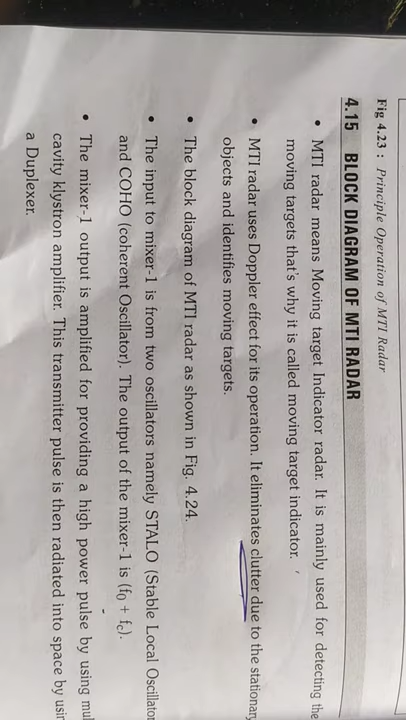 Fig 4.23 : Principle Operation of MTI Radar
4.15 BLOCK DIAGRAM OF MTI RADAR
• MTI radar means Moving target Indicator radar. It is mainly used for detecting the
moving targets that's why it is called moving target indicator.
• MTI radar uses Doppler effect for its operation. It eliminates clutter due to the stationary
objects and identifies moving targets.
• The block diagram of MTI radar as shown in Fig. 4.24.
• The input to mixer-1 is from two oscillators namely STALO (Stable Local Oscillator
and COHO (coherent Oscillator). The output of the mixer-1 is (f₀ + f꜀).
• The mixer-1 output is amplified for providing a high power pulse by using mul
cavity klystron amplifier. This transmitter pulse is then radiated into space by usin
a Duplexer.